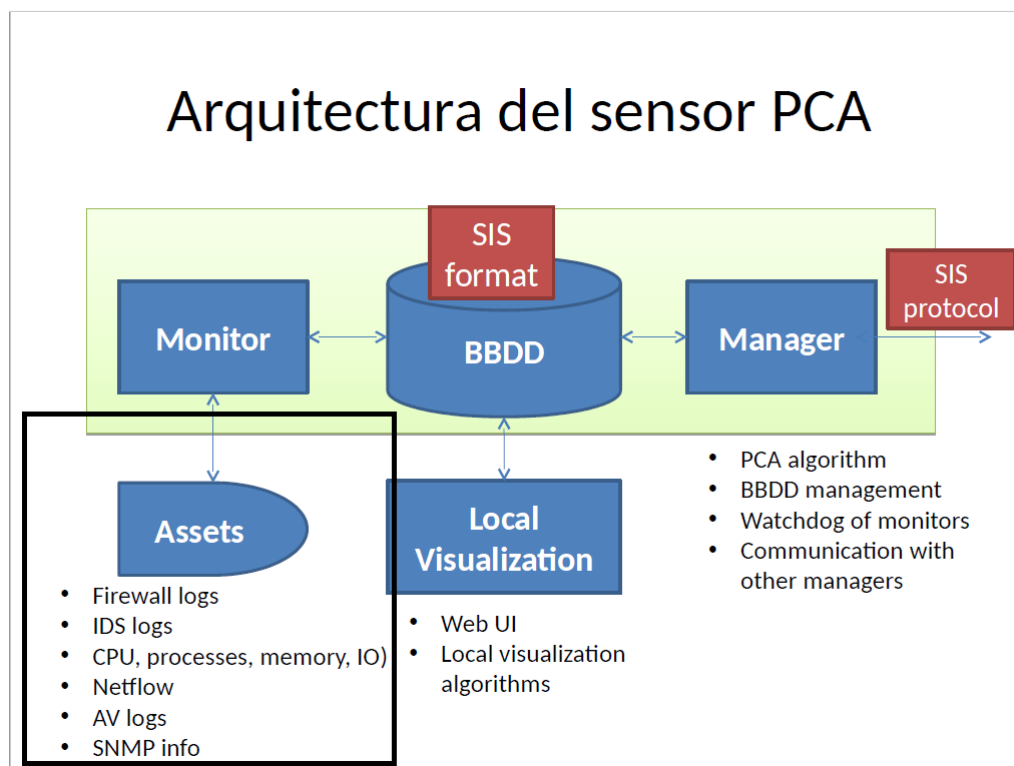 Arquitectura del sensor PCA
SIS
format
SIS
protocol
Monitor
BBDD
Manager
Assets
• Firewall logs
• IDS logs
• CPU, processes, memory, IO)
• Netflow
• AV logs
• SNMP info
Local
Visualization
• Web UI
• Local visualization
algorithms
• PCA algorithm
• BBDD management
• Watchdog of monitors
• Communication with
other managers